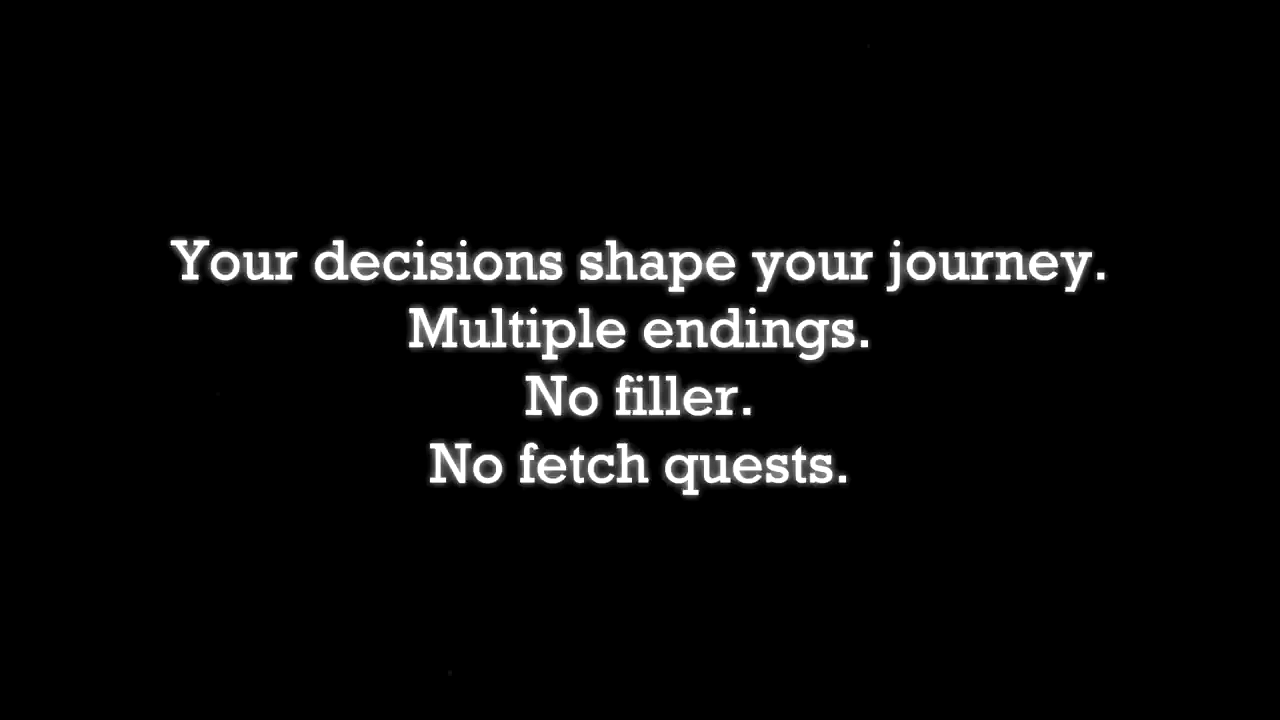 Your decisions shape your journey.
Multiple endings.
No filler.
No fetch quests.